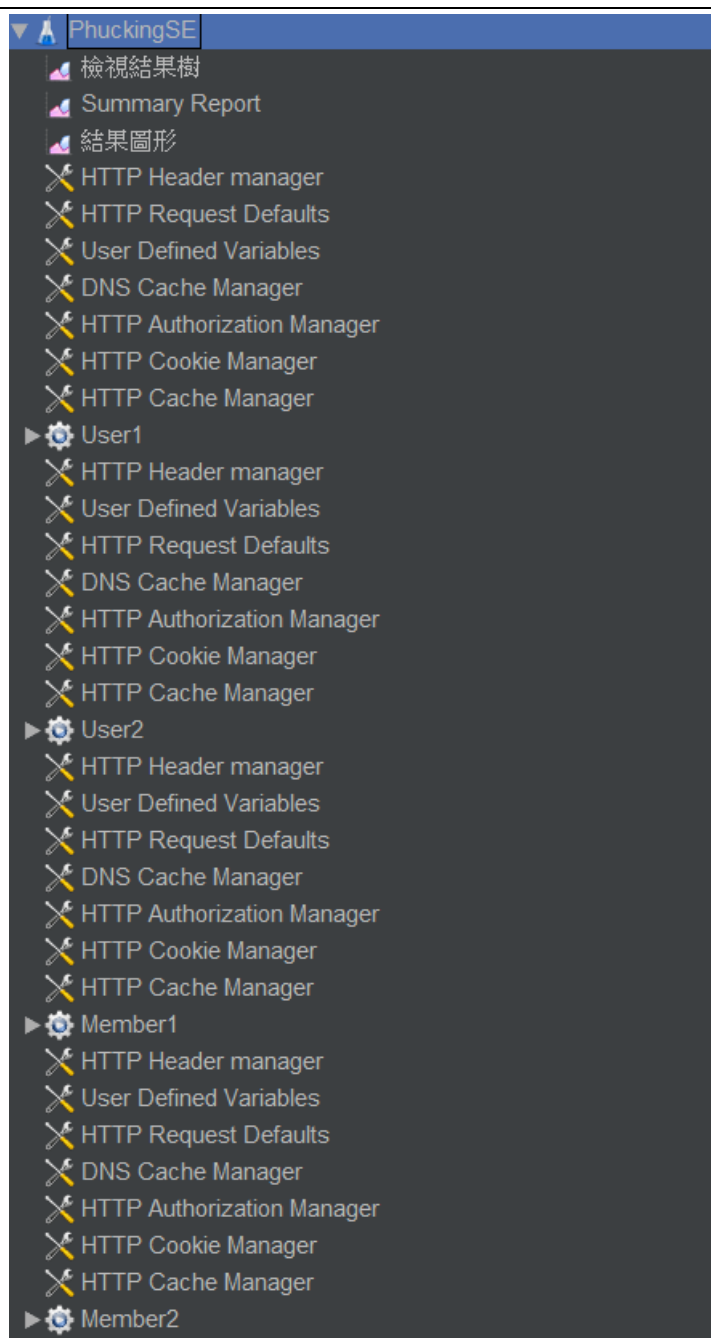 PhuckingSE
檢視結果樹
Summary Report
結果圖形
HTTP Header manager
HTTP Request Defaults
User Defined Variables
DNS Cache Manager
HTTP Authorization Manager
HTTP Cookie Manager
HTTP Cache Manager
User1
HTTP Header manager
User Defined Variables
HTTP Request Defaults
DNS Cache Manager
HTTP Authorization Manager
HTTP Cookie Manager
HTTP Cache Manager
User2
HTTP Header manager
User Defined Variables
HTTP Request Defaults
DNS Cache Manager
HTTP Authorization Manager
HTTP Cookie Manager
HTTP Cache Manager
Member1
HTTP Header manager
User Defined Variables
HTTP Request Defaults
DNS Cache Manager
HTTP Authorization Manager
HTTP Cookie Manager
HTTP Cache Manager
Member2